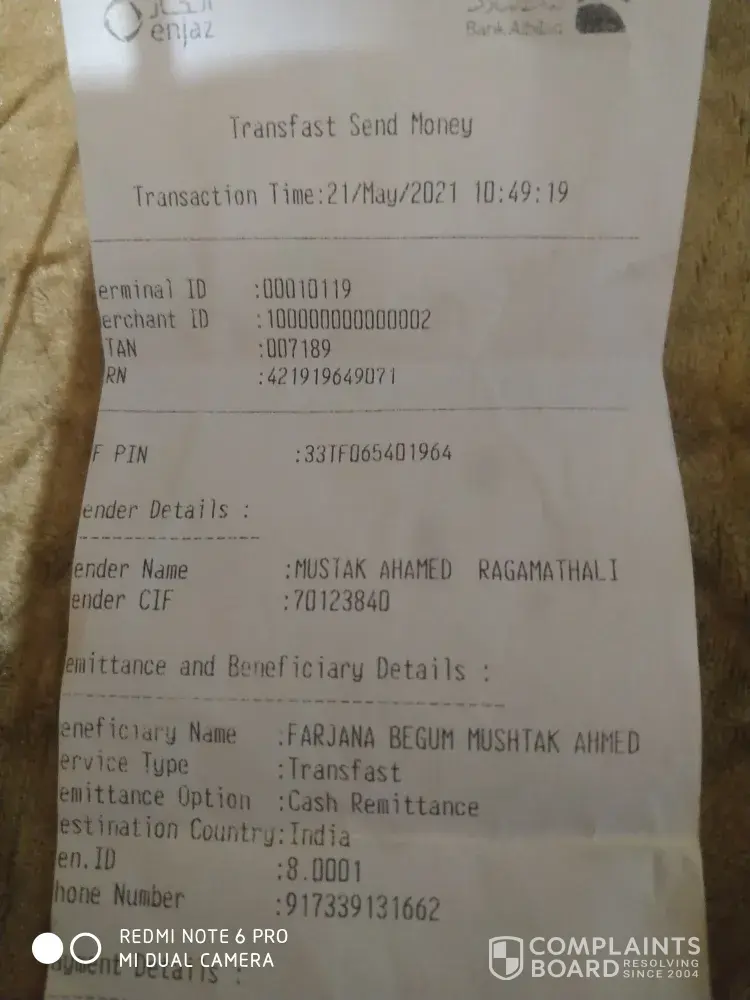 enjaz
Bank Albilad
Transfast Send Money
Transaction Time:21/May/2021 10:49:19
erminal ID :00010119
erchant ID :100000000000002
TAN :007189
RN :421919649071
F PIN :33TF065401964
ender Details :
ender Name :MUSTAK AHAMED RAGAMATHALI
ender CIF :70123840
emittance and Beneficiary Details :
eneficiary Name :FARJANA BEGUM MUSHTAK AHMED
ervice Type :Transfast
emittance Option :Cash Remittance
estination Country:India
en.ID :8.0001
hone Number :917339131662
ayment Details :
REDMI NOTE 6 PRO
MI DUAL CAMERA
COMPLAINTS
BOARD RESOLVING
SINCE 2004